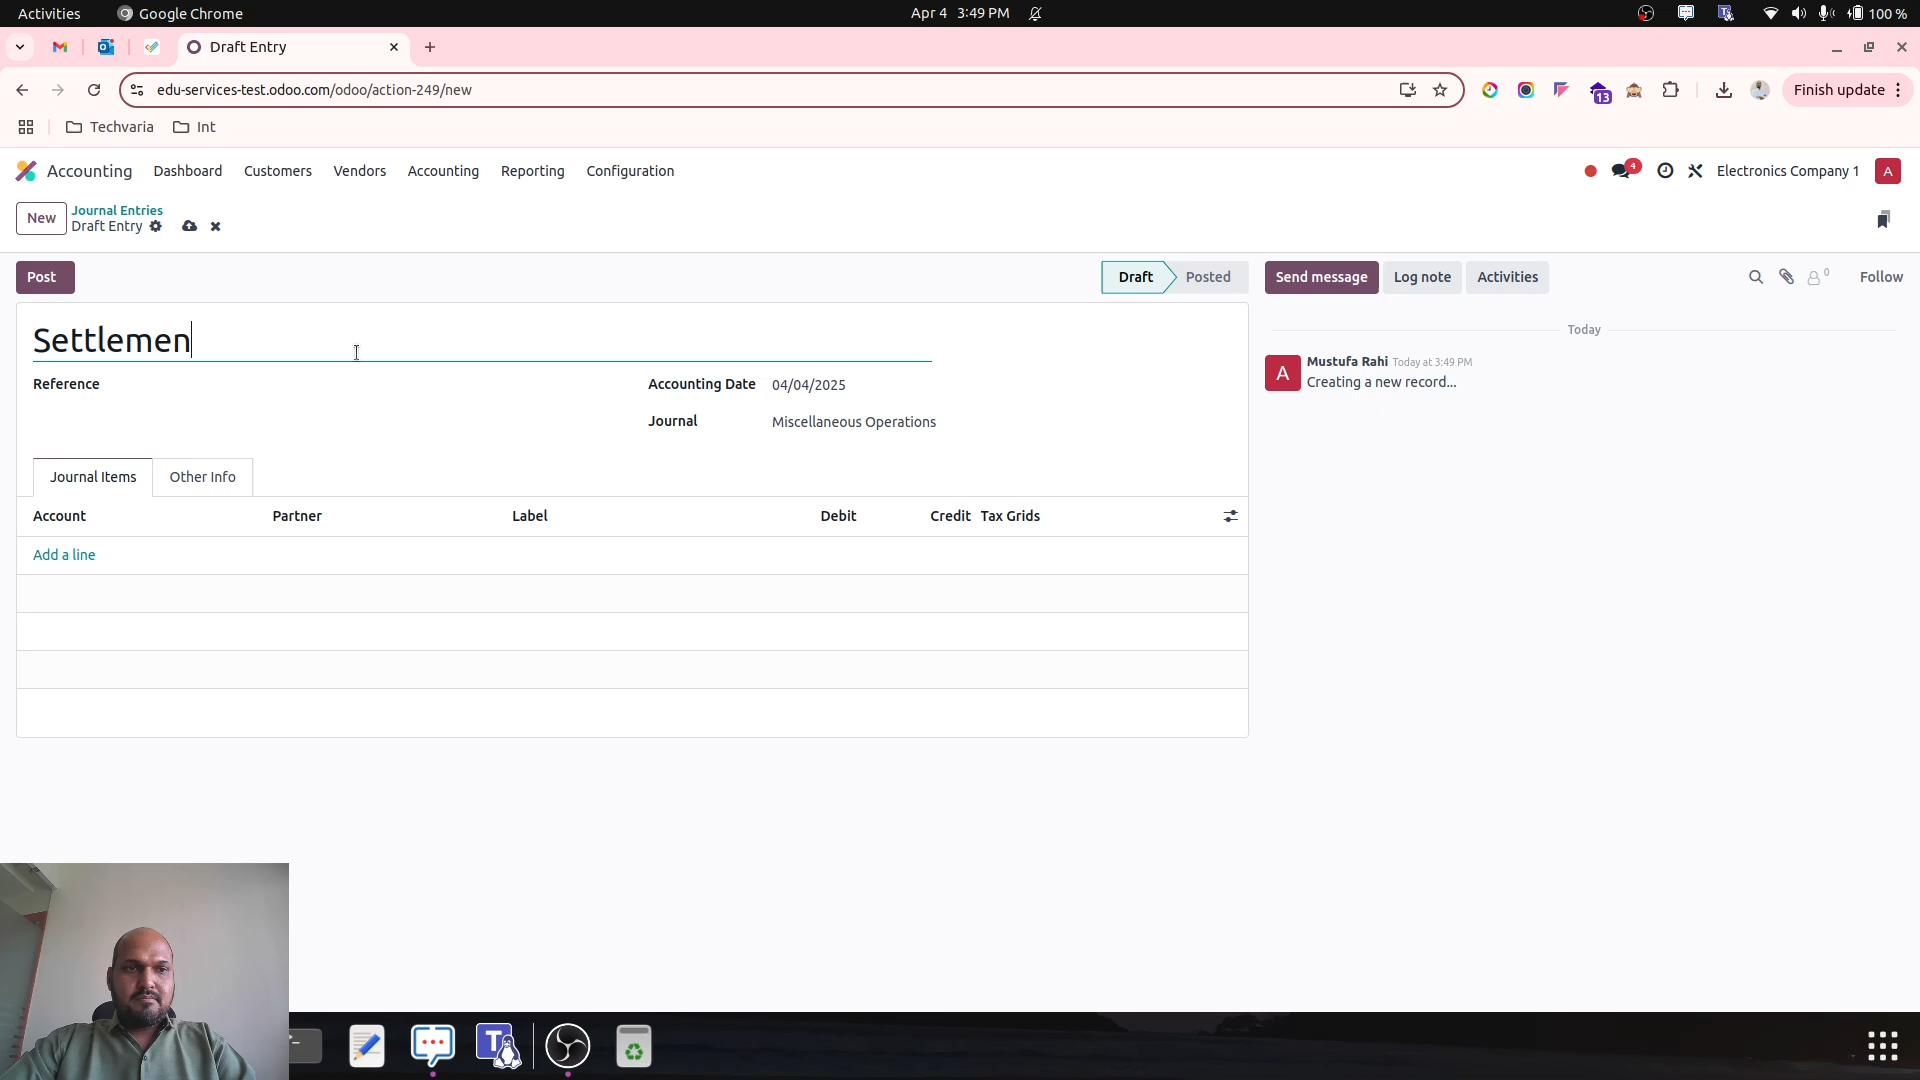 Activities Google Chrome Apr 4 3:49 PM 100 %
Draft Entry
edu-services-test.odoo.com/odoo/action-249/new 13 Finish update
Techvaria Int
Accounting Dashboard Customers Vendors Accounting Reporting Configuration 4 Electronics Company 1 A
New Journal Entries
Draft Entry
Post Draft Posted Send message Log note Activities 0 Follow
Settlemen
Today
Reference Accounting Date 04/04/2025
A Mustufa Rahi Today at 3:49 PM
Creating a new record...
Journal Miscellaneous Operations
Journal Items Other Info
Account Partner Label Debit Credit Tax Grids
Add a line
T